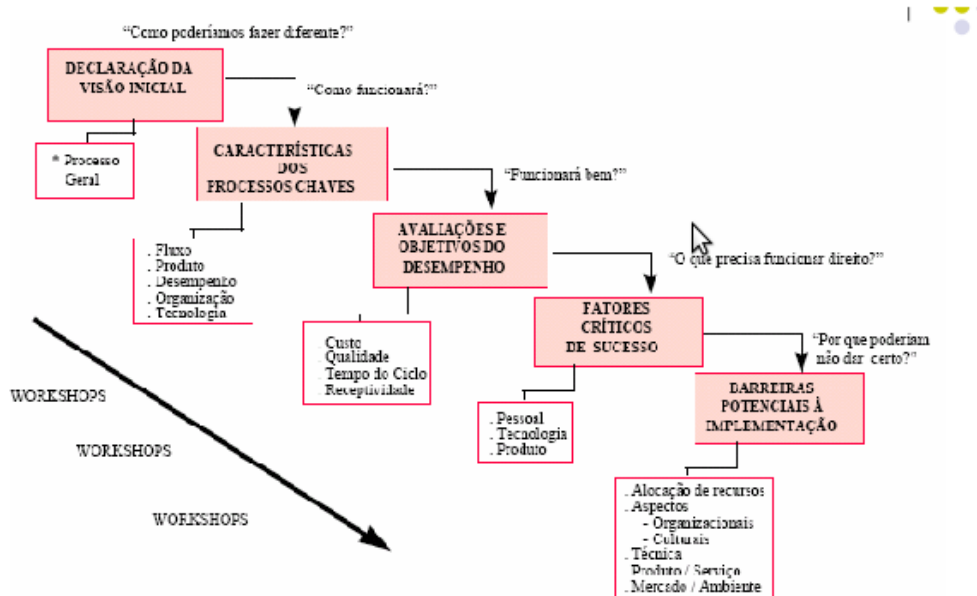 “Como poderíamos fazer diferente?”
DECLARAÇÃO DA
VISÃO INICIAL
“Como funcionará?”
* Processo
Geral
CARACTERÍSTICAS
DOS
PROCESSOS CHAVES
“Funcionará bem?”
. Fluxo
. Produto
. Desempenho
. Organização
. Tecnologia
AVALIAÇÕES E
OBJETIVOS DO
DESEMPENHO
“O que precisa funcionar direito?”
. Custo
. Qualidade
. Tempo do Ciclo
. Receptividade
FATORES
CRÍTICOS
DE SUCESSO
“Por que poderiam
não dar certo?”
. Pessoal
. Tecnologia
. Produto
BARREIRAS
POTENCIAIS À
IMPLEMENTAÇÃO
. Alocação de recursos
. Aspectos
- Organizacionais
- Culturais
. Técnica
. Produto / Serviço
. Mercado / Ambiente
WORKSHOPS
WORKSHOPS
WORKSHOPS